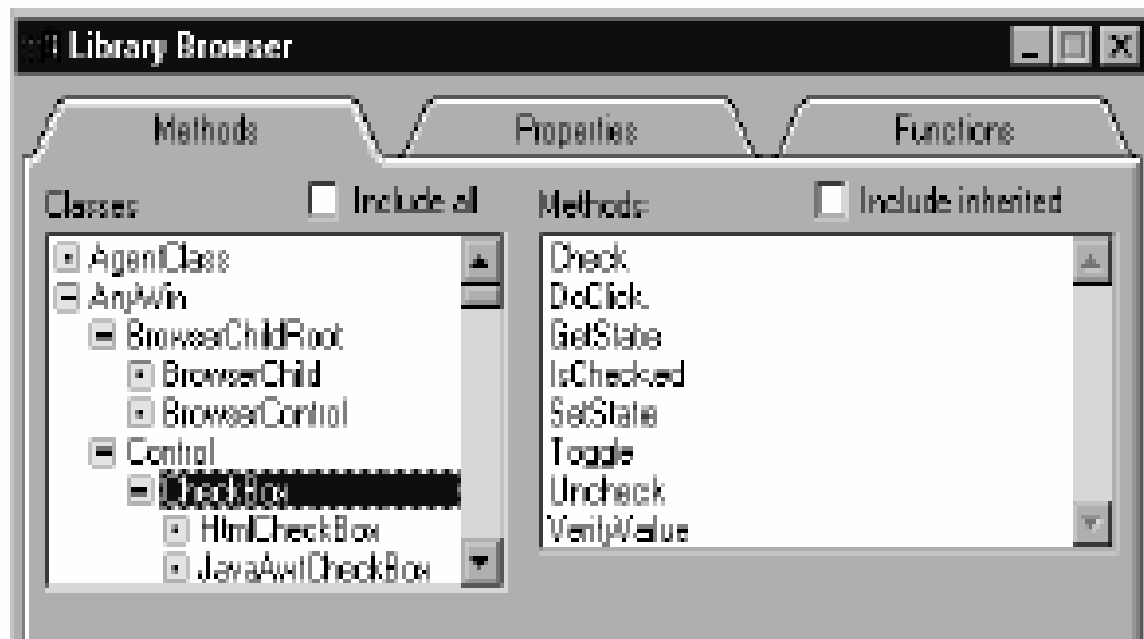 Library Browser
Methods Properties Functions
Classes: Include all Methods: Include inherited
AgentClass
AnyWin
BrowserChildRoot
BrowserChild
BrowserControl
Control
CheckBox
HtmlCheckBox
JavaAwtCheckBox
Check
DoClick
GetState
IsChecked
SetState
Toggle
Uncheck
VerifyValue